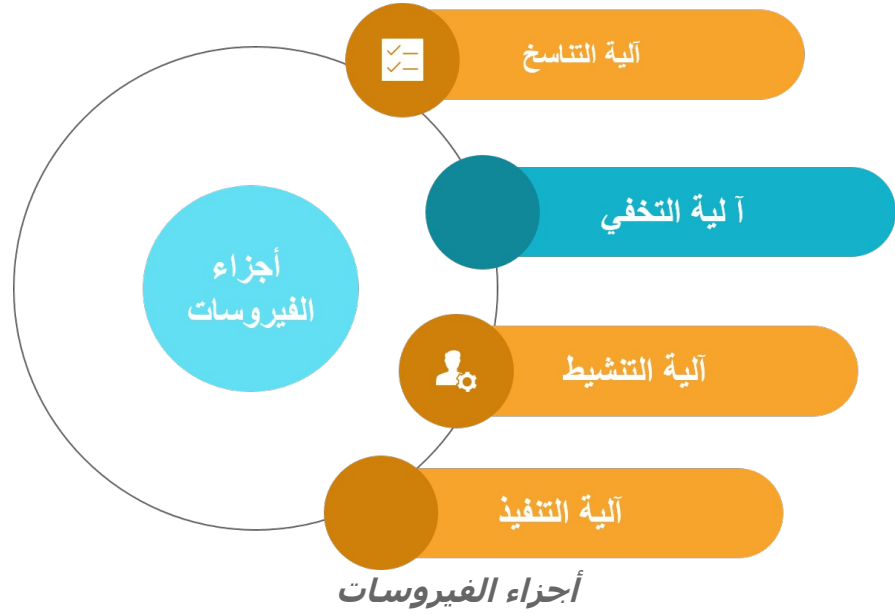 آلية التناسخ
آ لية التخفي
أجزاء
الفيروسات
آلية التنشيط
آلية التنفيذ
أجزاء الفيروسات